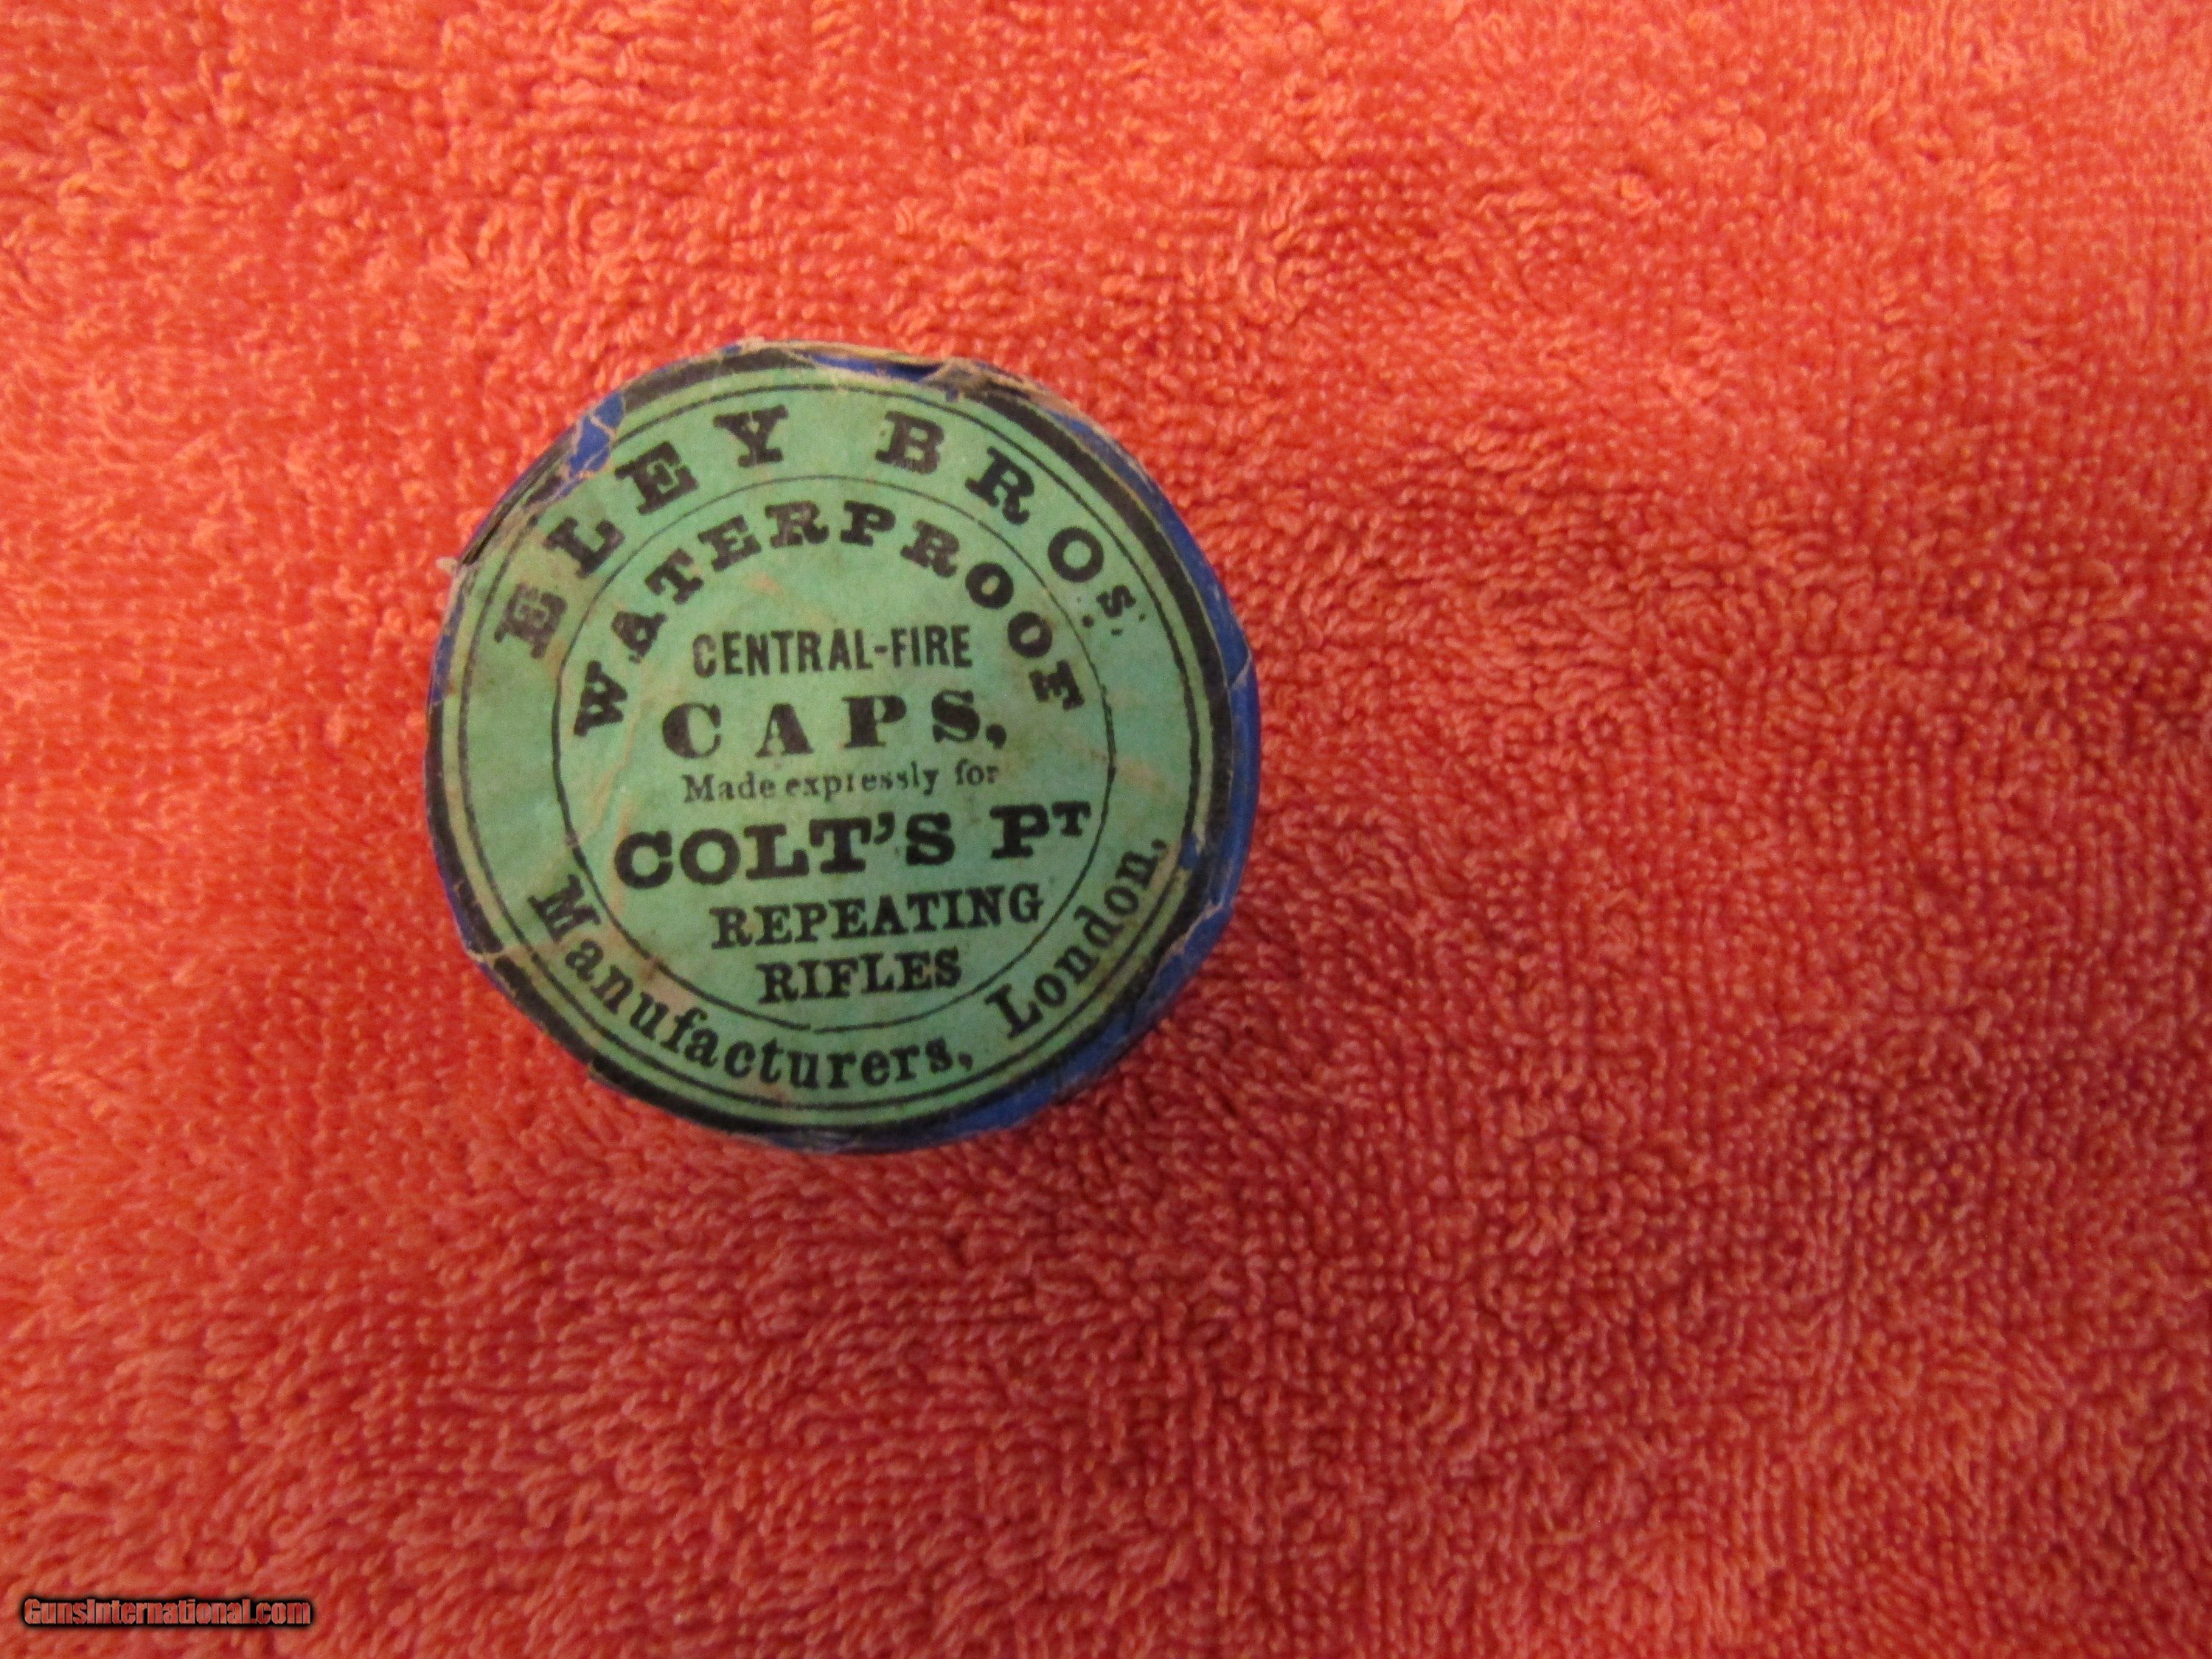 ELEY BROS.
WATERPROOF
CENTRAL-FIRE
CAPS,
Made expressly for
COLT'S PT
REPEATING
RIFLES
Manufacturers, London,
GunsInternational.com